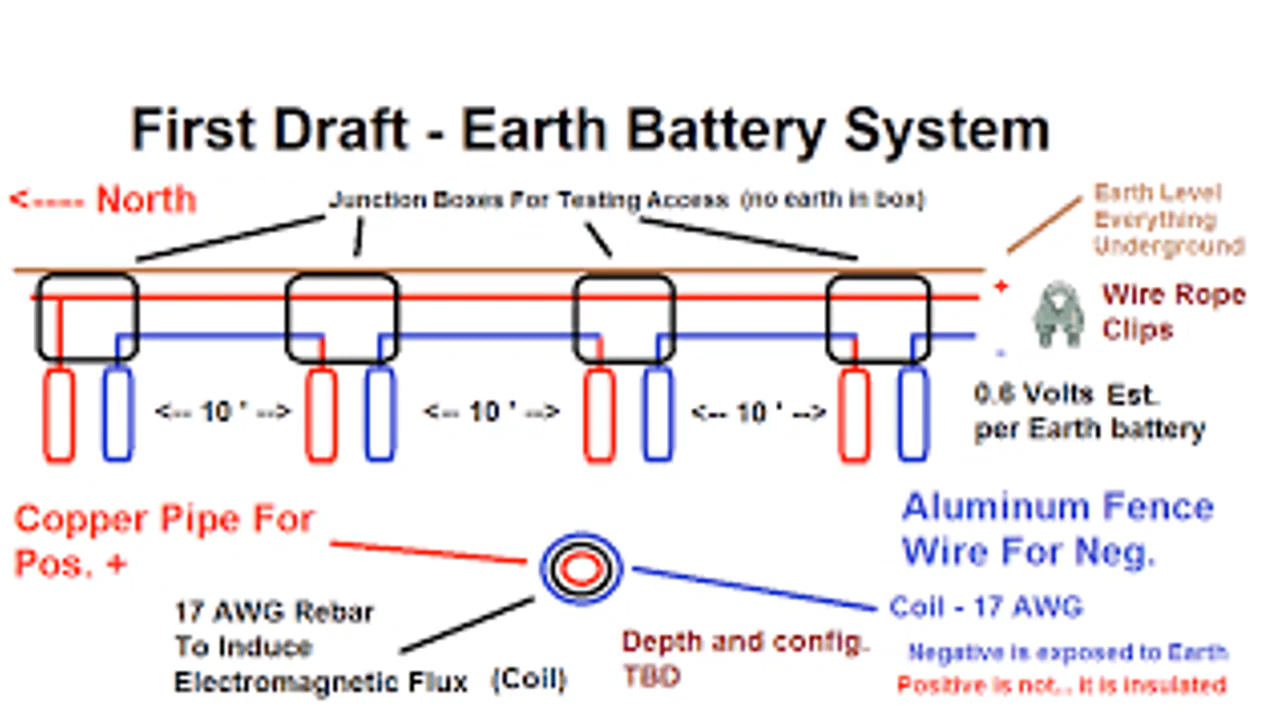 First Draft - Earth Battery System
<---- North
Junction Boxes For Testing Access (no earth in box)
Earth Level
Everything
Underground
+
Wire Rope
Clips
-
<-- 10 ' -->
<-- 10 ' -->
<-- 10 ' -->
0.6 Volts Est.
per Earth battery
Copper Pipe For
Pos. +
Aluminum Fence
Wire For Neg.
17 AWG Rebar
To Induce
Electromagnetic Flux (Coil)
Coil - 17 AWG
Depth and config.
TBD
Negative is exposed to Earth
Positive is not... it is insulated